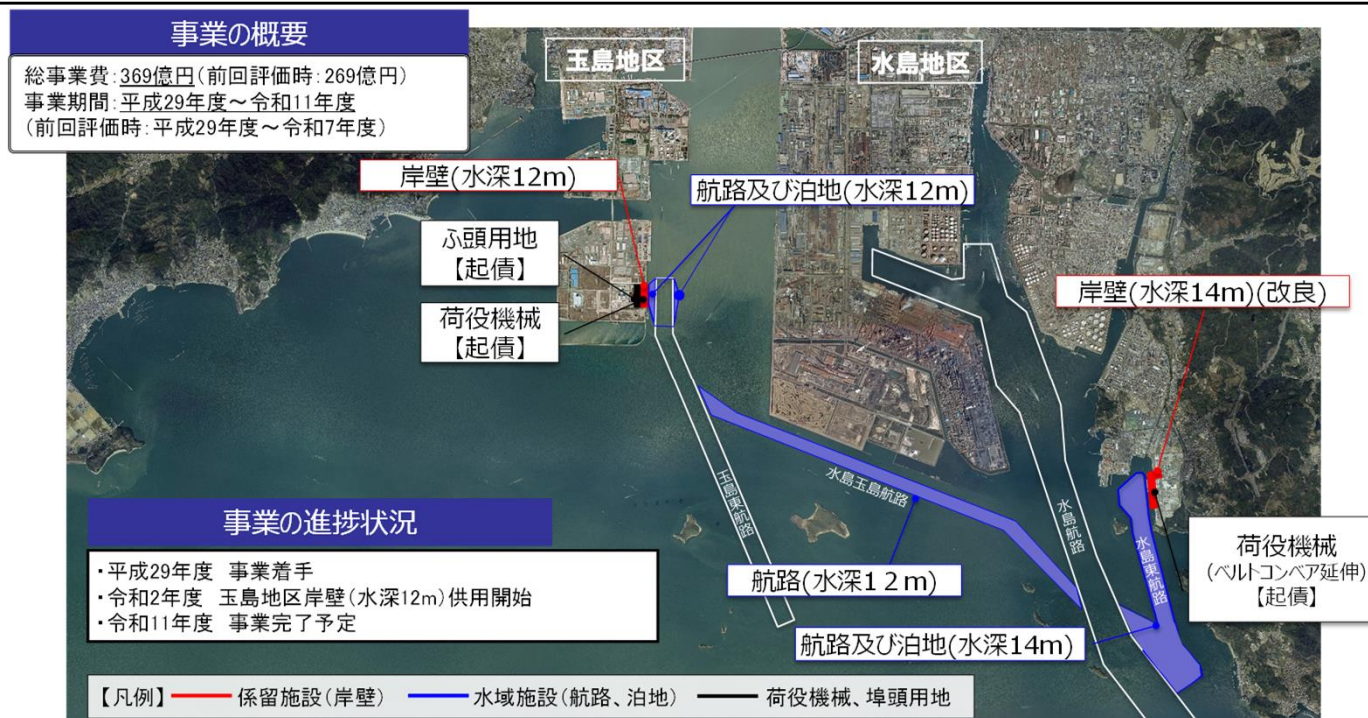 事業の概要
総事業費:369億円(前回評価時:269億円)
事業期間:平成29年度～令和11年度
(前回評価時:平成29年度～令和7年度)
玉島地区
水島地区
岸壁(水深12m)
航路及び泊地(水深12m)
ふ頭用地
【起債】
荷役機械
【起債】
岸壁(水深14m)(改良)
水島玉島航路
玉島東航路
水島航路
水島東航路
航路(水深１２ｍ)
航路及び泊地(水深14m)
荷役機械
(ベルトコンベア延伸)
【起債】
事業の進捗状況
・平成29年度 事業着手
・令和2年度 玉島地区岸壁(水深12m)供用開始
・令和11年度 事業完了予定
【凡例】 係留施設(岸壁) 水域施設(航路、泊地) 荷役機械、埠頭用地